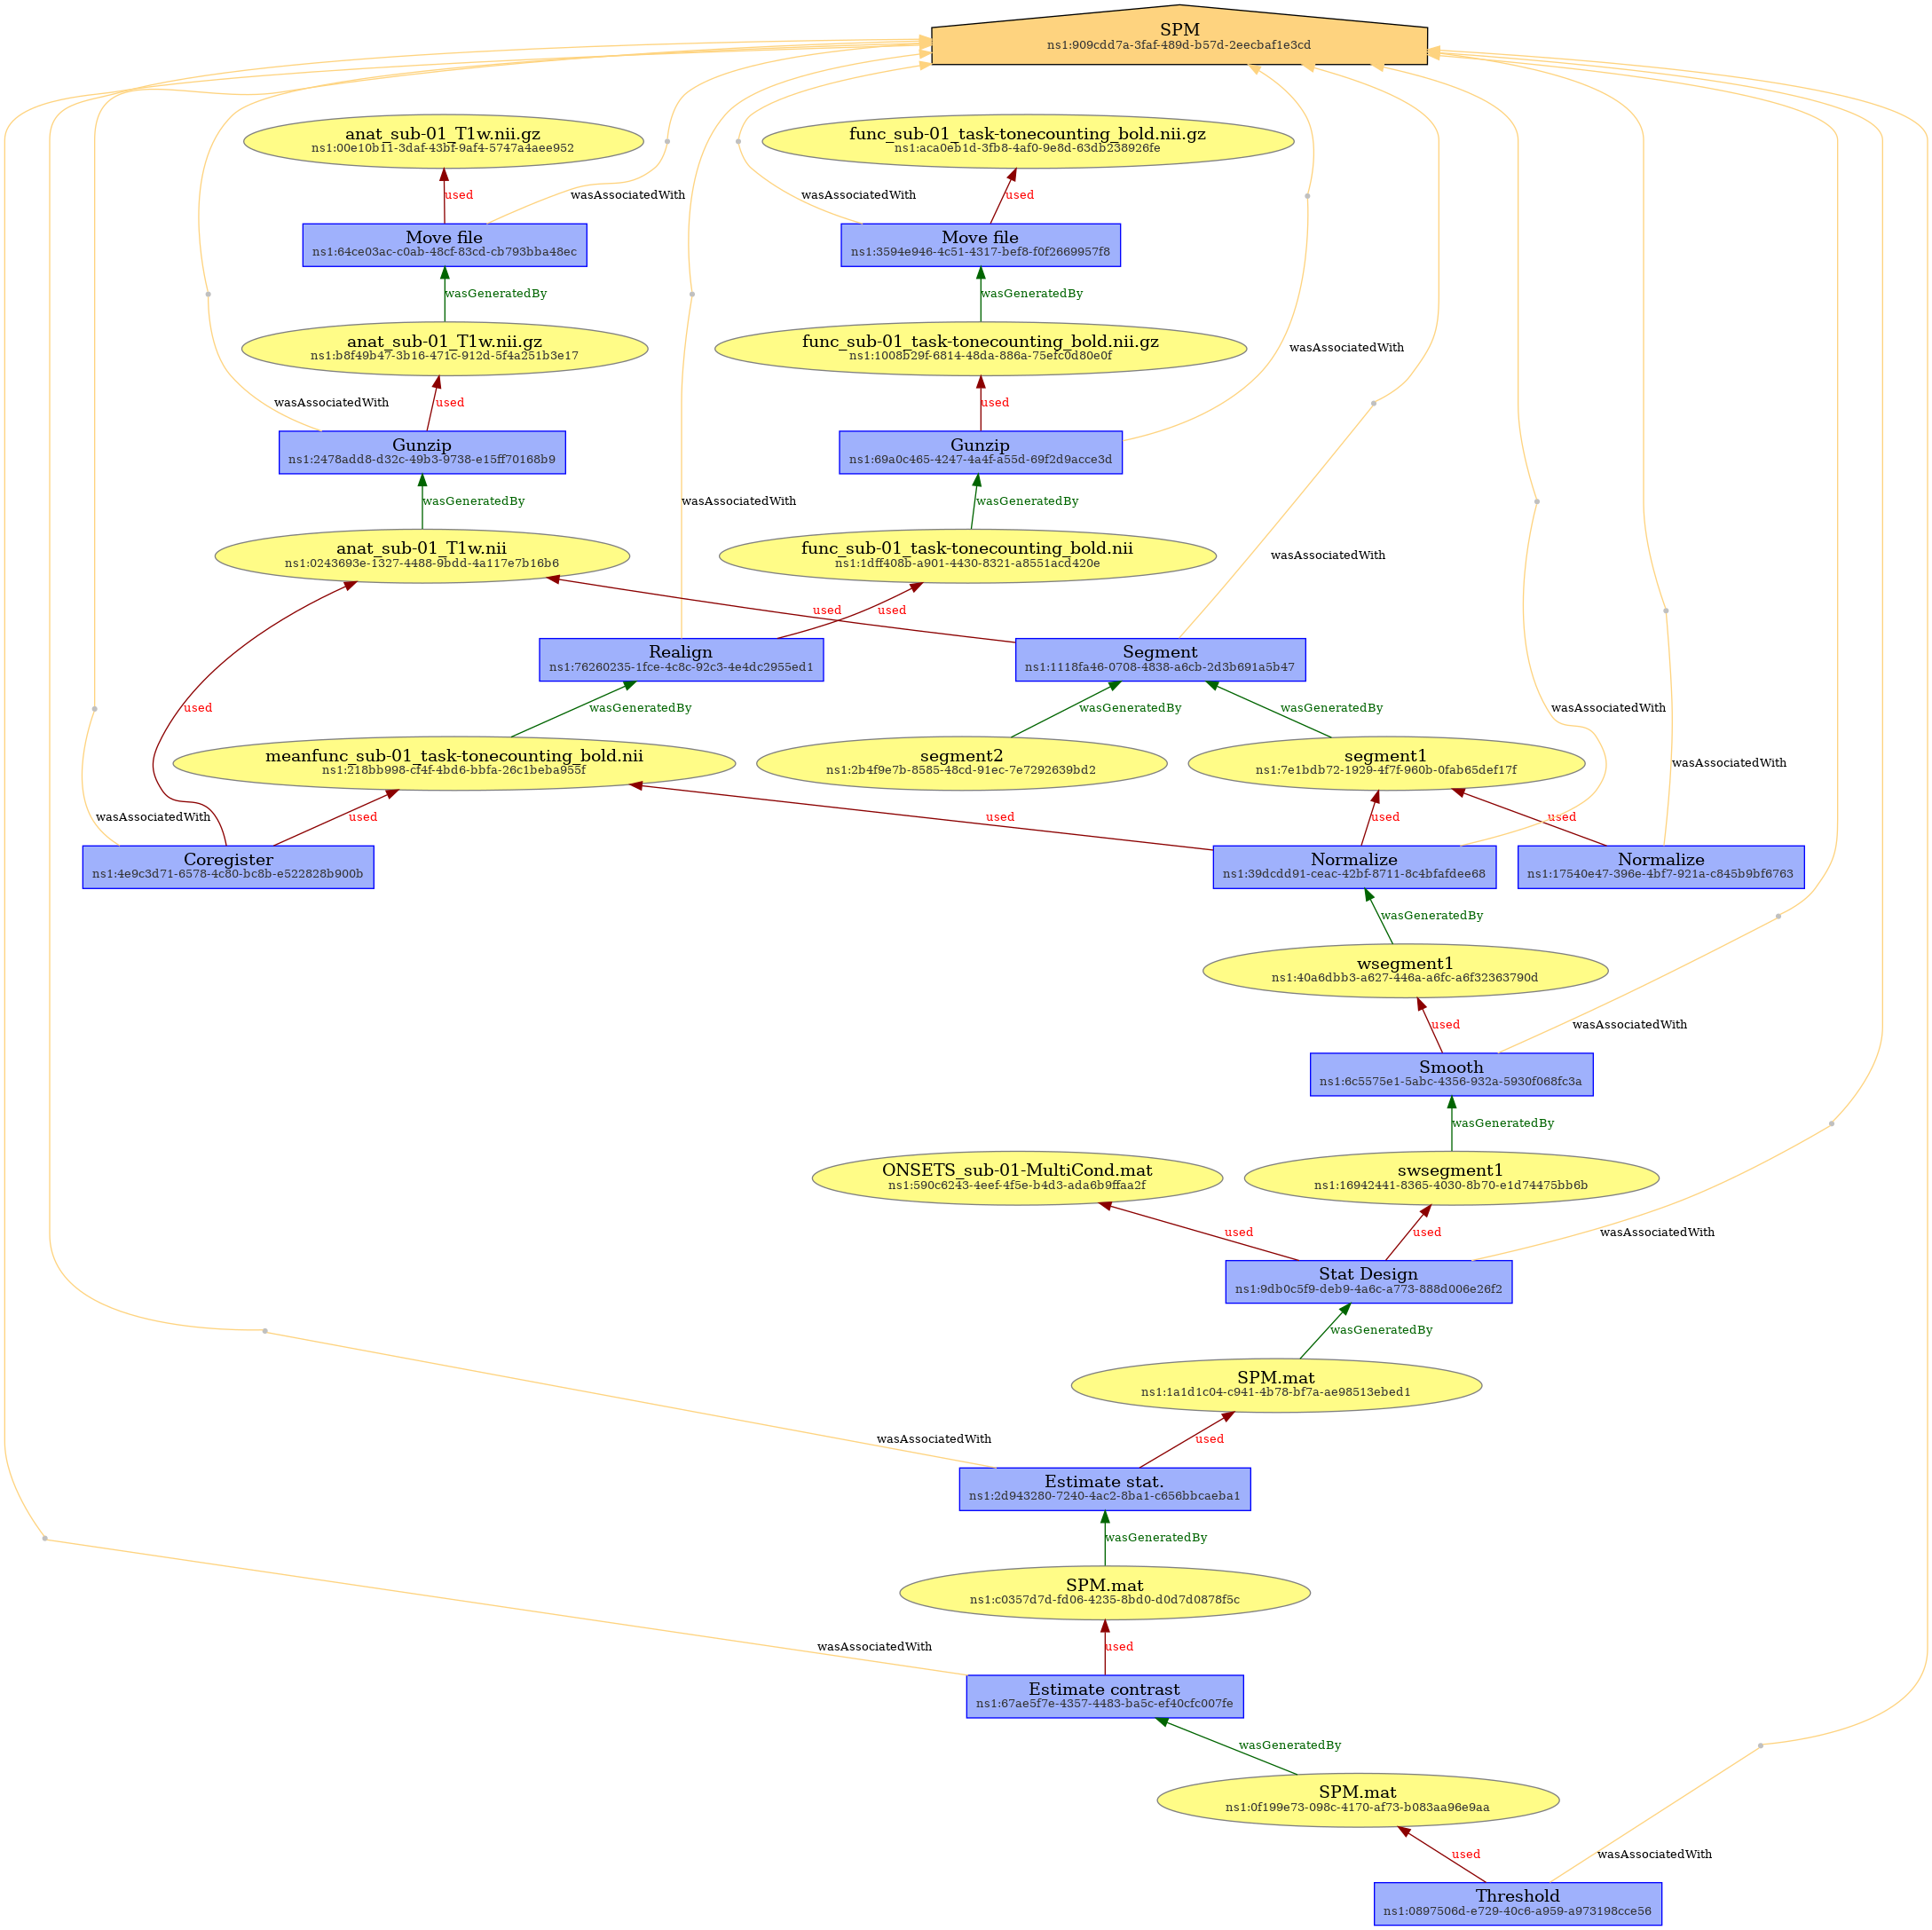 SPM
ns1:909cdd7a-3faf-489d-b57d-2eecbaf1e3cd
anat_sub-01_T1w.nii.gz
ns1:00e10b11-3daf-43bf-9af4-5747a4aee952
func_sub-01_task-tonecounting_bold.nii.gz
ns1:aca0eb1d-3fb8-4af0-9e8d-63db238926fe
used
wasAssociatedWith
wasAssociatedWith
used
Move file
ns1:64ce03ac-c0ab-48cf-83cd-cb793bba48ec
Move file
ns1:3594e946-4c51-4317-bef8-f0f2669957f8
wasGeneratedBy
wasGeneratedBy
anat_sub-01_T1w.nii.gz
ns1:b8f49b47-3b16-471c-912d-5f4a251b3e17
func_sub-01_task-tonecounting_bold.nii.gz
ns1:1008b29f-6814-48da-886a-75efc0d80e0f
wasAssociatedWith
wasAssociatedWith
used
used
Gunzip
ns1:2478add8-d32c-49b3-9738-e15ff70168b9
Gunzip
ns1:69a0c465-4247-4a4f-a55d-69f2d9acce3d
wasGeneratedBy
wasAssociatedWith
wasGeneratedBy
anat_sub-01_T1w.nii
ns1:0243693e-1327-4488-9bdd-4a117e7b16b6
func_sub-01_task-tonecounting_bold.nii
ns1:1dff408b-a901-4430-8321-a8551acd420e
wasAssociatedWith
used
used
Realign
ns1:76260235-1fce-4c8c-92c3-4e4dc2955ed1
Segment
ns1:1118fa46-0708-4838-a6cb-2d3b691a5b47
used
wasGeneratedBy
wasGeneratedBy
wasGeneratedBy
wasAssociatedWith
meanfunc_sub-01_task-tonecounting_bold.nii
ns1:218bb998-cf4f-4bd6-bbfa-26c1beba955f
segment2
ns1:2b4f9e7b-8585-48cd-91ec-7e7292639bd2
segment1
ns1:7e1bdb72-1929-4f7f-960b-0fab65def17f
wasAssociatedWith
wasAssociatedWith
used
used
used
used
Coregister
ns1:4e9c3d71-6578-4c80-bc8b-e522828b900b
Normalize
ns1:39dcdd91-ceac-42bf-8711-8c4bfafdee68
Normalize
ns1:17540e47-396e-4bf7-921a-c845b9bf6763
wasGeneratedBy
wsegment1
ns1:40a6dbb3-a627-446a-a6fc-a6f32363790d
used
wasAssociatedWith
Smooth
ns1:6c5575e1-5abc-4356-932a-5930f068fc3a
wasGeneratedBy
ONSETS_sub-01-MultiCond.mat
ns1:590c6243-4eef-4f5e-b4d3-ada6b9ffaa2f
swsegment1
ns1:16942441-8365-4030-8b70-e1d74475bb6b
used
used
wasAssociatedWith
Stat Design
ns1:9db0c5f9-deb9-4a6c-a773-888d006e26f2
wasGeneratedBy
SPM.mat
ns1:1a1d1c04-c941-4b78-bf7a-ae98513ebed1
wasAssociatedWith
used
Estimate stat.
ns1:2d943280-7240-4ac2-8ba1-c656bbcaeba1
wasGeneratedBy
SPM.mat
ns1:c0357d7d-fd06-4235-8bd0-d0d7d0878f5c
wasAssociatedWith
used
Estimate contrast
ns1:67ae5f7e-4357-4483-ba5c-ef40cfc007fe
wasGeneratedBy
SPM.mat
ns1:0f199e73-098c-4170-af73-b083aa96e9aa
used
wasAssociatedWith
Threshold
ns1:0897506d-e729-40c6-a959-a973198cce56